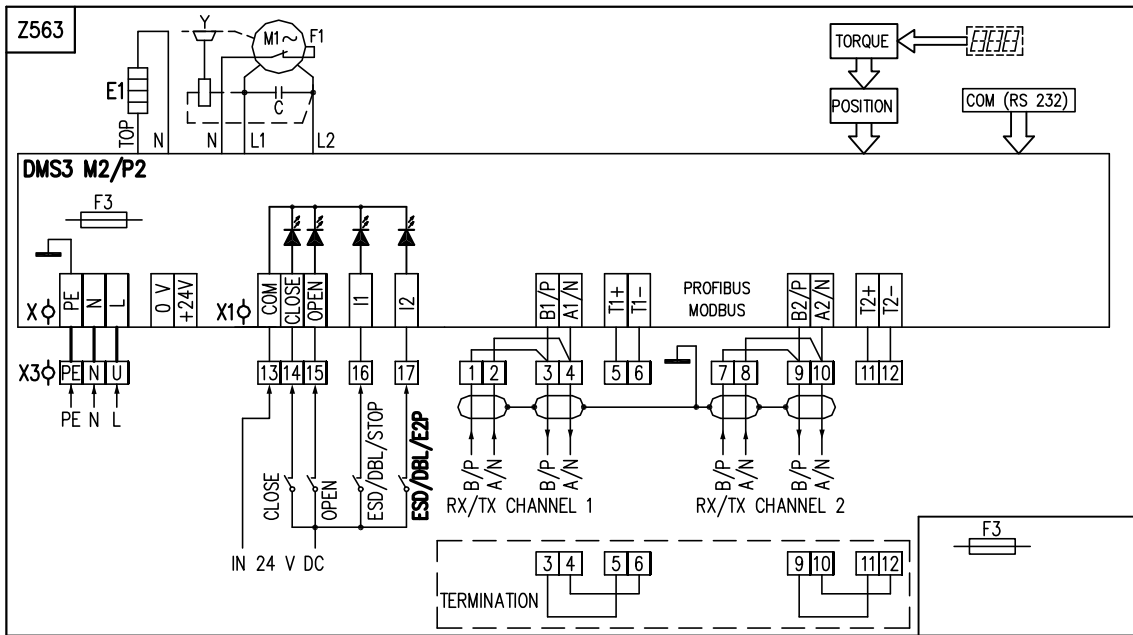 Z563
Y
M1 ~
F1
E1
C
TOP
N
N
L1
L2
TORQUE
POSITION
COM (RS 232)
DMS3 M2/P2
F3
X
PE
N
L
0 V
+24V
X1
COM
CLOSE
OPEN
I1
I2
B1/P
A1/N
T1+
T1-
PROFIBUS
MODBUS
B2/P
A2/N
T2+
T2-
X3
PE N U
13 14 15 16 17
1 2 3 4 5 6
7 8 9 10 11 12
PE N L
CLOSE
OPEN
ESD/DBL/STOP
ESD/DBL/E2P
B/P
A/N
B/P
A/N
B/P
A/N
B/P
A/N
RX/TX CHANNEL 1
RX/TX CHANNEL 2
IN 24 V DC
TERMINATION
3 4 5 6
9 10 11 12
F3